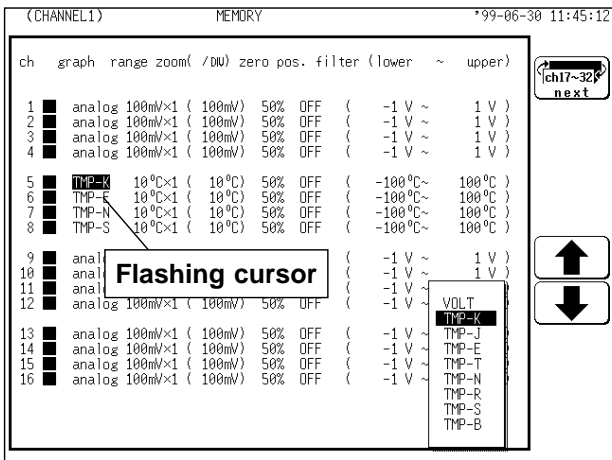 (CHANNEL1) MEMORY '99-06-30 11:45:12
ch graph range zoom( /DIV) zero pos. filter (lower ~ upper)
ch17~32
next
1 analog 100mV×1 ( 100mV) 50% OFF ( -1 V ~ 1 V )
2 analog 100mV×1 ( 100mV) 50% OFF ( -1 V ~ 1 V )
3 analog 100mV×1 ( 100mV) 50% OFF ( -1 V ~ 1 V )
4 analog 100mV×1 ( 100mV) 50% OFF ( -1 V ~ 1 V )
5 TMP-K 10°C×1 ( 10°C) 50% OFF ( -100°C~ 100°C )
6 TMP-E 10°C×1 ( 10°C) 50% OFF ( -100°C~ 100°C )
7 TMP-N 10°C×1 ( 10°C) 50% OFF ( -100°C~ 100°C )
8 TMP-S 10°C×1 ( 10°C) 50% OFF ( -100°C~ 100°C )
9 ( -1 V ~ 1 V )
10 ( -1 V ~ 1 V )
Flashing cursor
11 ( -1 V ~
12 analog 100mV×1 ( 100mV) 50% OFF ( -1 V ~
13 analog 100mV×1 ( 100mV) 50% OFF ( -1 V ~
14 analog 100mV×1 ( 100mV) 50% OFF ( -1 V ~
15 analog 100mV×1 ( 100mV) 50% OFF ( -1 V ~
16 analog 100mV×1 ( 100mV) 50% OFF ( -1 V ~
VOLT
TMP-K
TMP-J
TMP-E
TMP-T
TMP-N
TMP-R
TMP-S
TMP-B